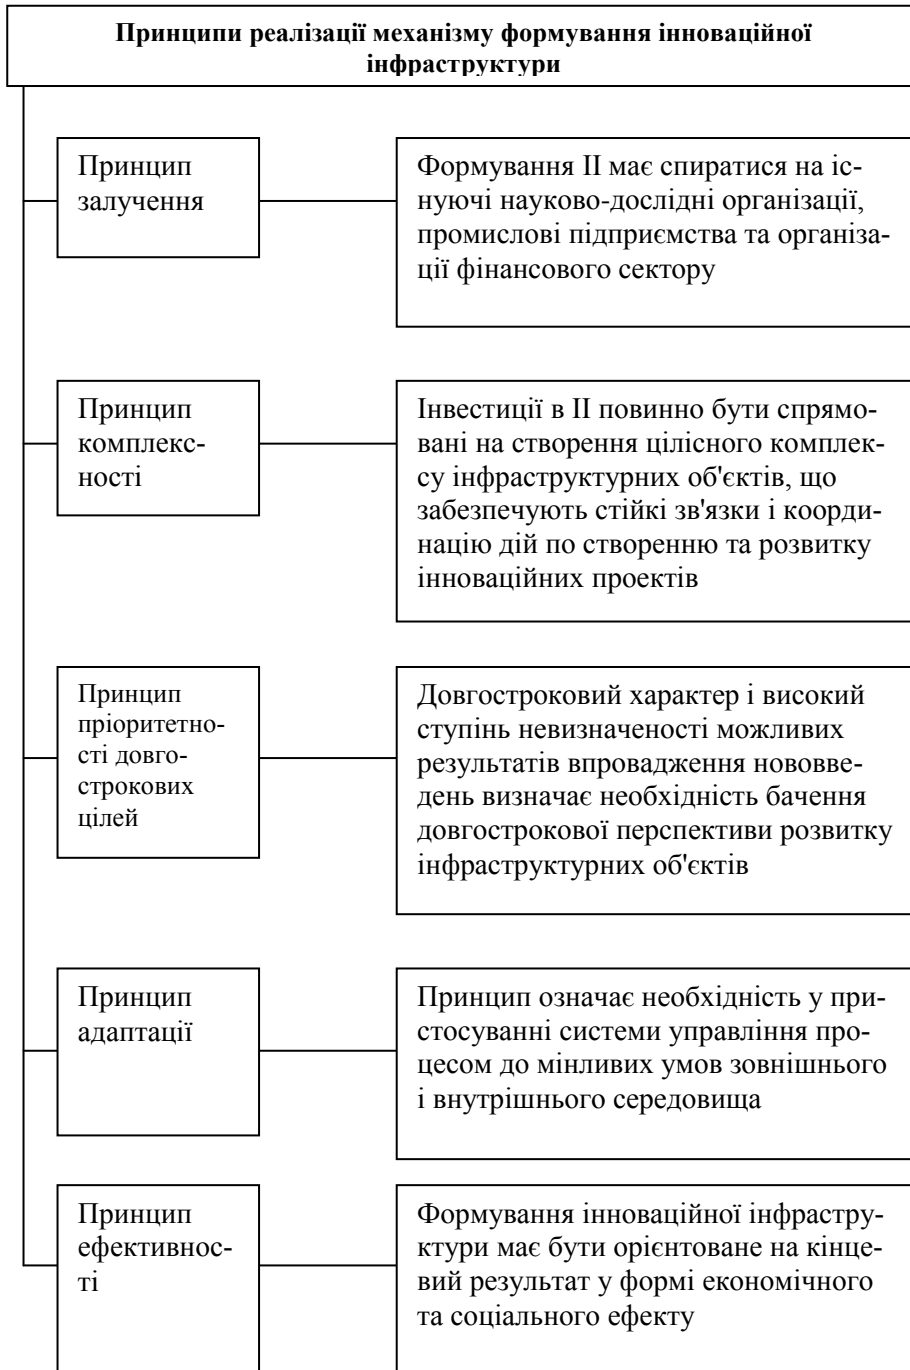 Принципи реалізації механізму формування інноваційної
інфраструктури
Принцип
залучення
Формування ІІ має спиратися на іс-
нуючі науково-дослідні організації,
промислові підприємства та організа-
ції фінансового сектору
Принцип
комплекс-
ності
Інвестиції в ІІ повинно бути спрямо-
вані на створення цілісного комплек-
су інфраструктурних об'єктів, що
забезпечують стійкі зв'язки і коорди-
націю дій по створенню та розвитку
інноваційних проектів
Принцип
пріоритетно-
сті довго-
строкових
цілей
Довгостроковий характер і високий
ступінь невизначеності можливих
результатів впровадження нововве-
день визначає необхідність бачення
довгострокової перспективи розвитку
інфраструктурних об'єктів
Принцип
адаптації
Принцип означає необхідність у при-
стосуванні системи управління про-
цесом до мінливих умов зовнішнього
і внутрішнього середовища
Принцип
ефективнос-
ті
Формування інноваційної інфрастру-
ктури має бути орієнтоване на кінце-
вий результат у формі економічного
та соціального ефекту